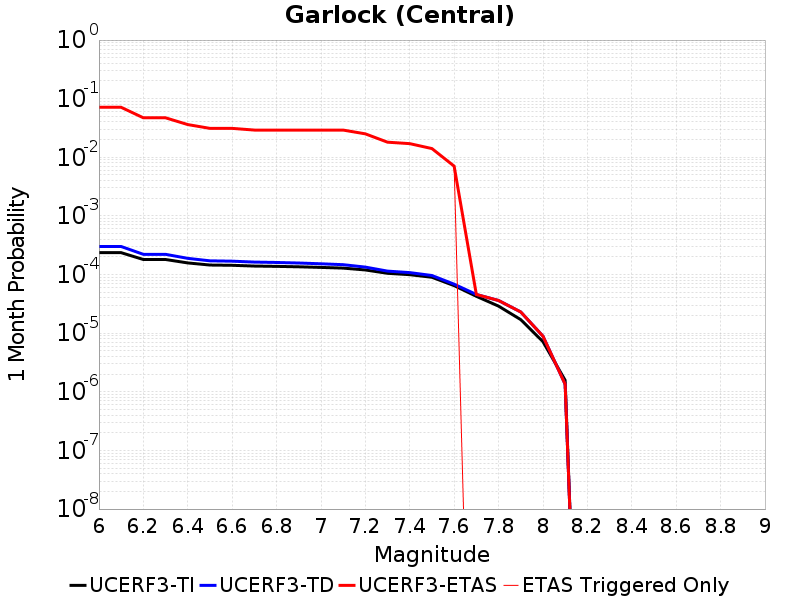 Garlock (Central)
1 Month Probability
10^0
10^-1
10^-2
10^-3
10^-4
10^-5
10^-6
10^-7
10^-8
6 6.2 6.4 6.6 6.8 7 7.2 7.4 7.6 7.8 8 8.2 8.4 8.6 8.8 9
Magnitude
UCERF3-TI UCERF3-TD UCERF3-ETAS ETAS Triggered Only